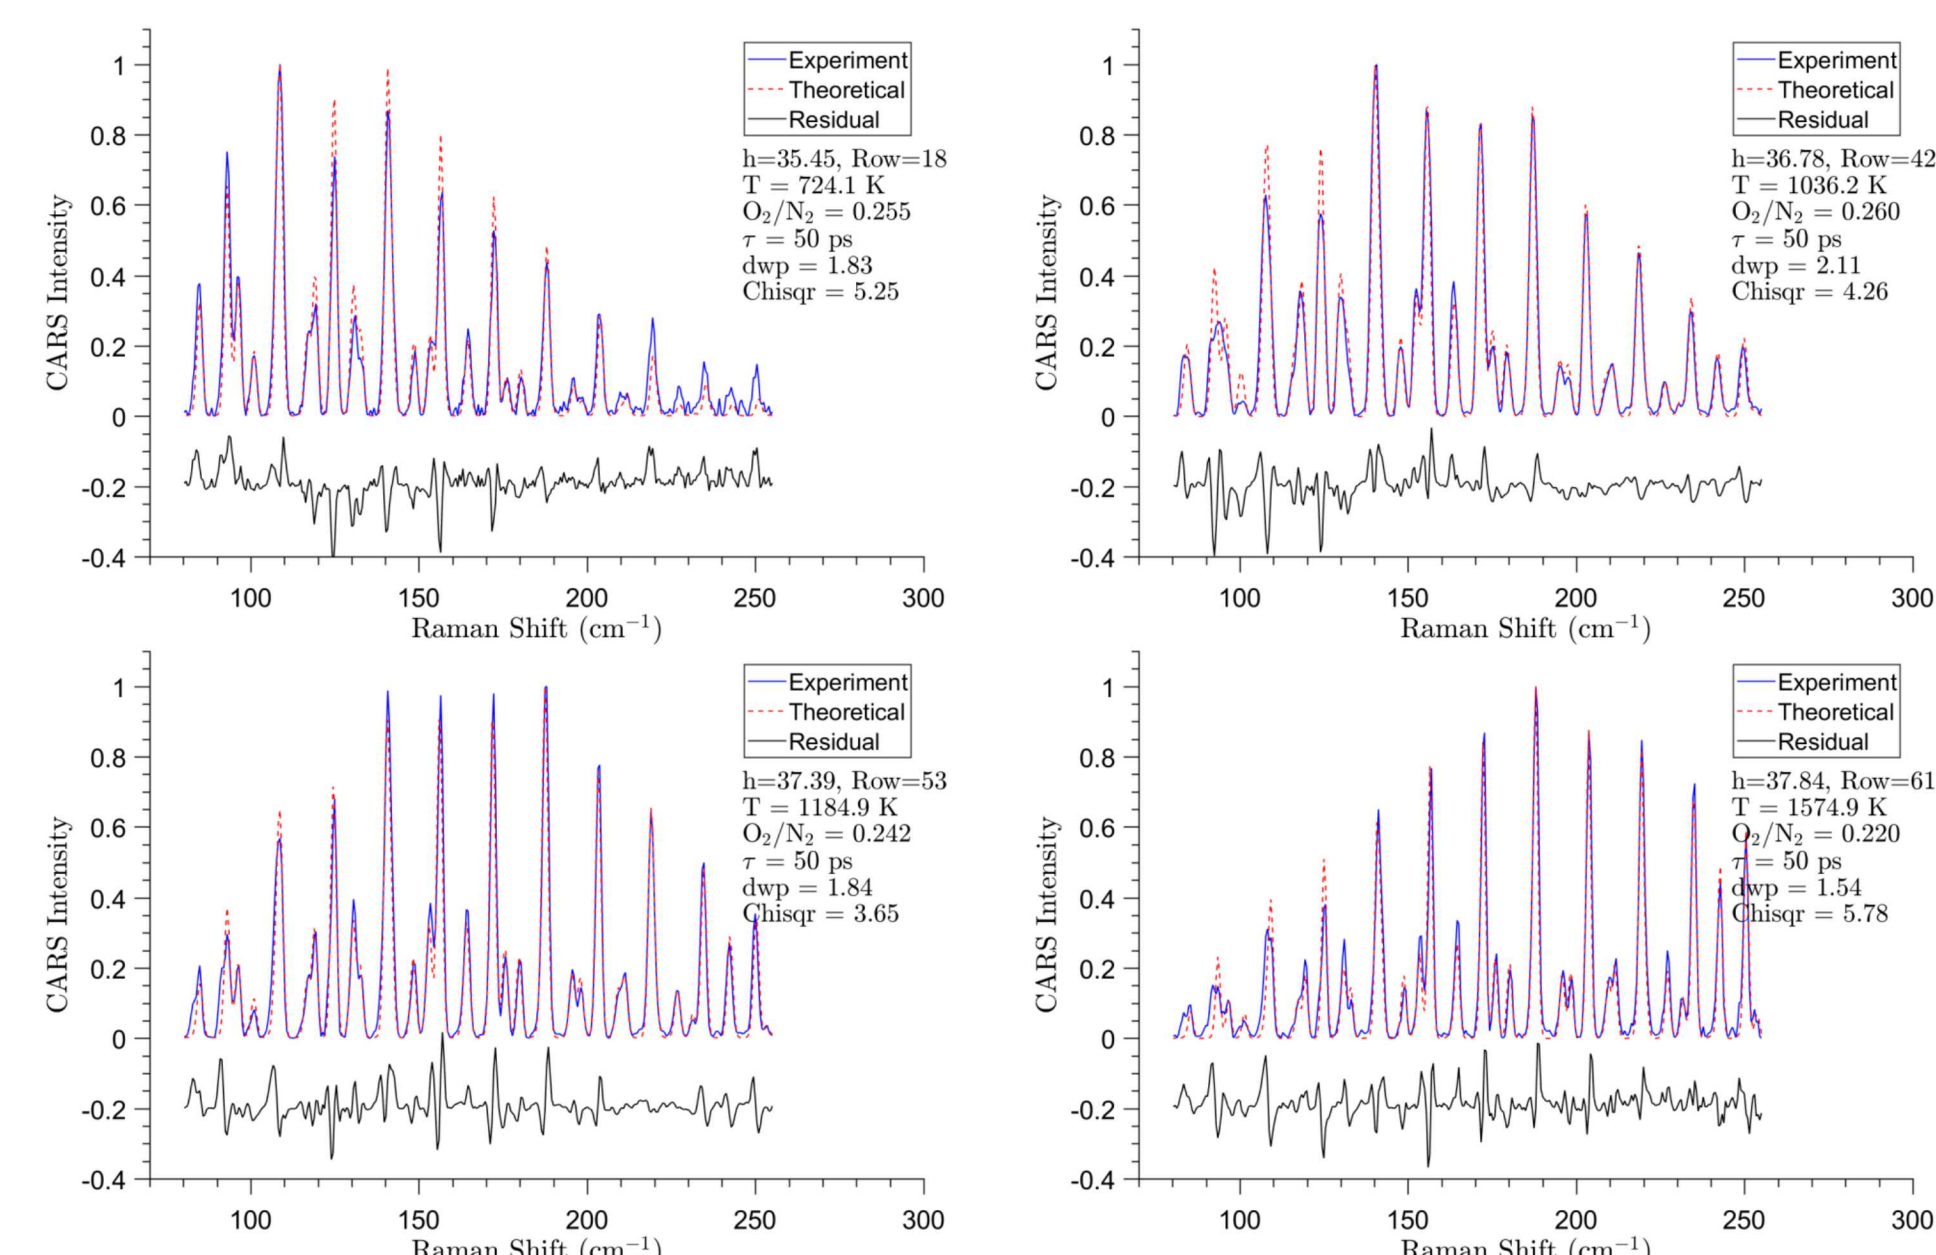 1
0.8
0.6
0.4
0.2
0
-0.2
-0.4
CARS Intensity
Experiment
Theoretical
Residual
h=35.45, Row=18
T = 724.1 K
O₂/N₂ = 0.255
τ = 50 ps
dwp = 1.83
Chisqr = 5.25
100 150 200 250 300
Raman Shift (cm⁻¹)
1
0.8
0.6
0.4
0.2
0
-0.2
-0.4
CARS Intensity
Experiment
Theoretical
Residual
h=36.78, Row=42
T = 1036.2 K
O₂/N₂ = 0.260
τ = 50 ps
dwp = 2.11
Chisqr = 4.26
100 150 200 250 300
Raman Shift (cm⁻¹)
1
0.8
0.6
0.4
0.2
0
-0.2
-0.4
CARS Intensity
Experiment
Theoretical
Residual
h=37.39, Row=53
T = 1184.9 K
O₂/N₂ = 0.242
τ = 50 ps
dwp = 1.84
Chisqr = 3.65
100 150 200 250 300
Raman Shift (cm⁻¹)
1
0.8
0.6
0.4
0.2
0
-0.2
-0.4
CARS Intensity
Experiment
Theoretical
Residual
h=37.84, Row=61
T = 1574.9 K
O₂/N₂ = 0.220
τ = 50 ps
dwp = 1.54
Chisqr = 5.78
100 150 200 250 300
Raman Shift (cm⁻¹)